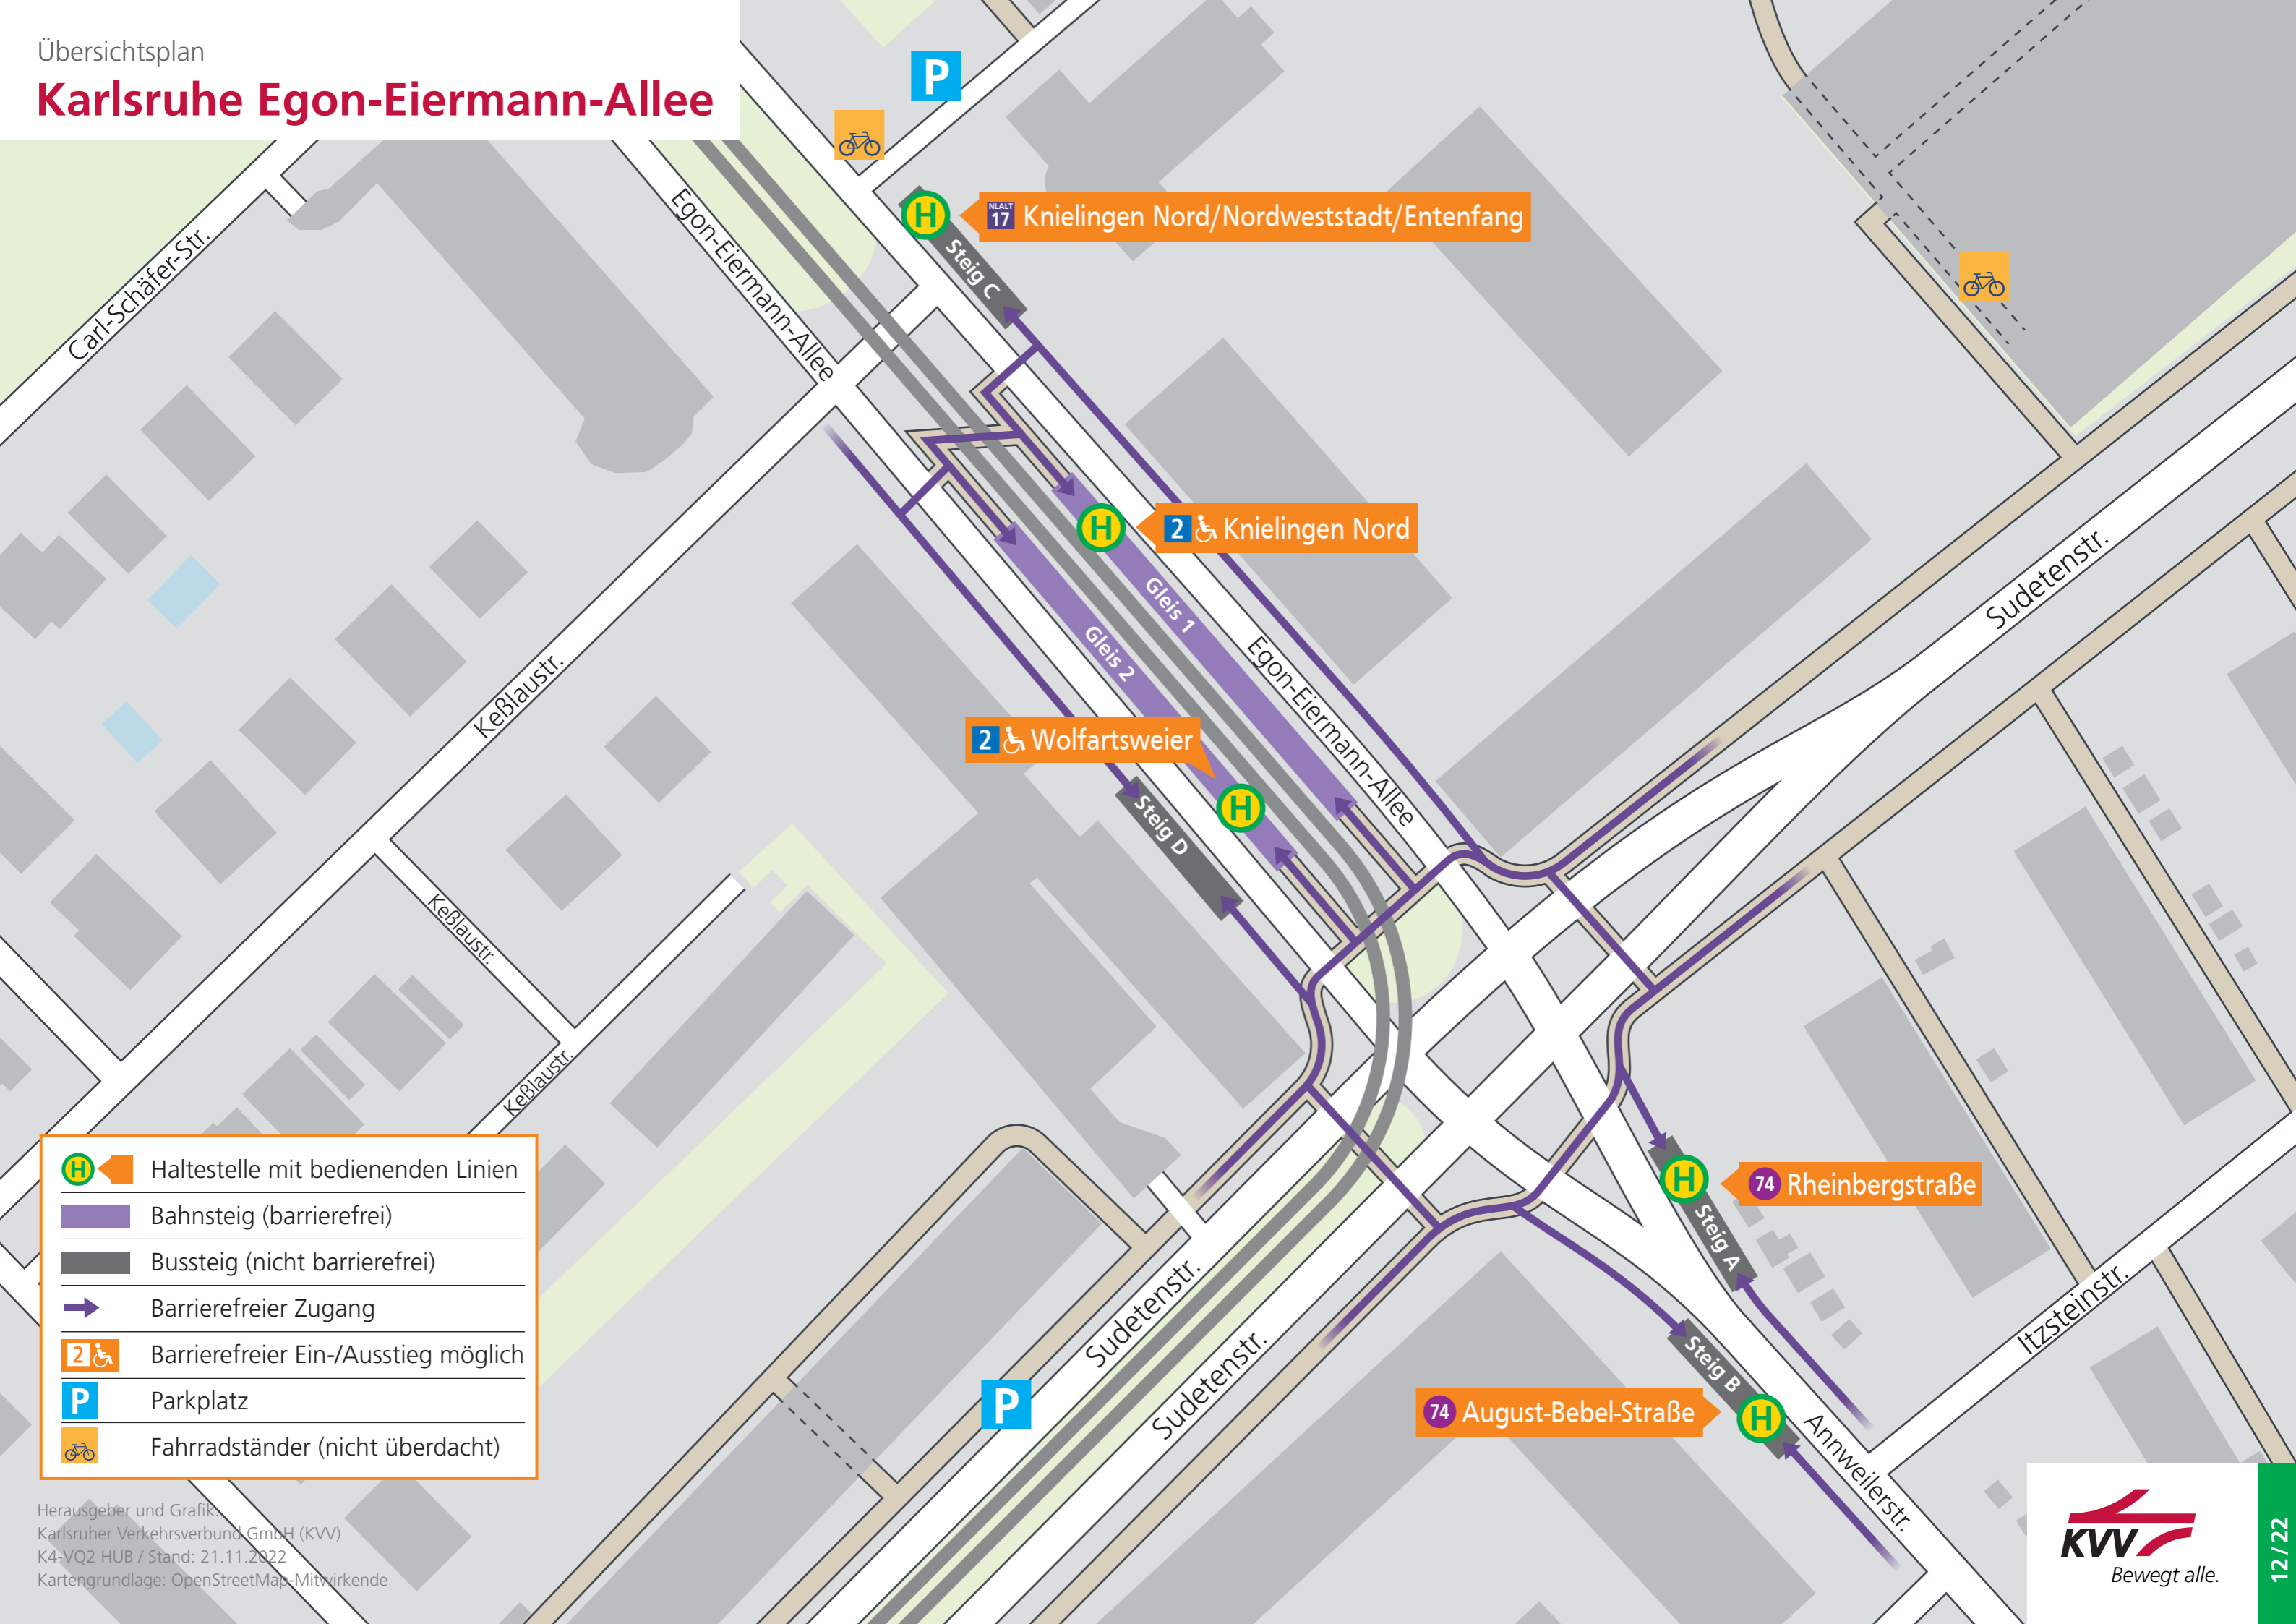 Übersichtsplan
Karlsruhe Egon-Eiermann-Allee
P
H
NLALT
17
Knielingen Nord/Nordweststadt/Entenfang
Steig C
Egon-Eiermann-Allee
Carl-Schäfer-Str.
H
2 Knielingen Nord
Gleis 1
Gleis 2
Sudetenstr.
Egon-Eiermann-Allee
Keßlaustr.
2 Wolfartsweier
H
Steig D
Keßlaustr.
Keßlaustr.
H
74 Rheinbergstraße
Steig A
Itzsteinstr.
Sudetenstr.
Sudetenstr.
Steig B
P
74 August-Bebel-Straße
H
Annweilerstr.
H Haltestelle mit bedienenden Linien
Bahnsteig (barrierefrei)
Bussteig (nicht barrierefrei)
Barrierefreier Zugang
2 Barrierefreier Ein-/Ausstieg möglich
P Parkplatz
Fahrradständer (nicht überdacht)
Herausgeber und Grafik:
Karlsruher Verkehrsverbund GmbH (KVV)
K4-VQ2 HUB / Stand: 21.11.2022
Kartengrundlage: OpenStreetMap-Mitwirkende
KVV
Bewegt alle.
12 / 22